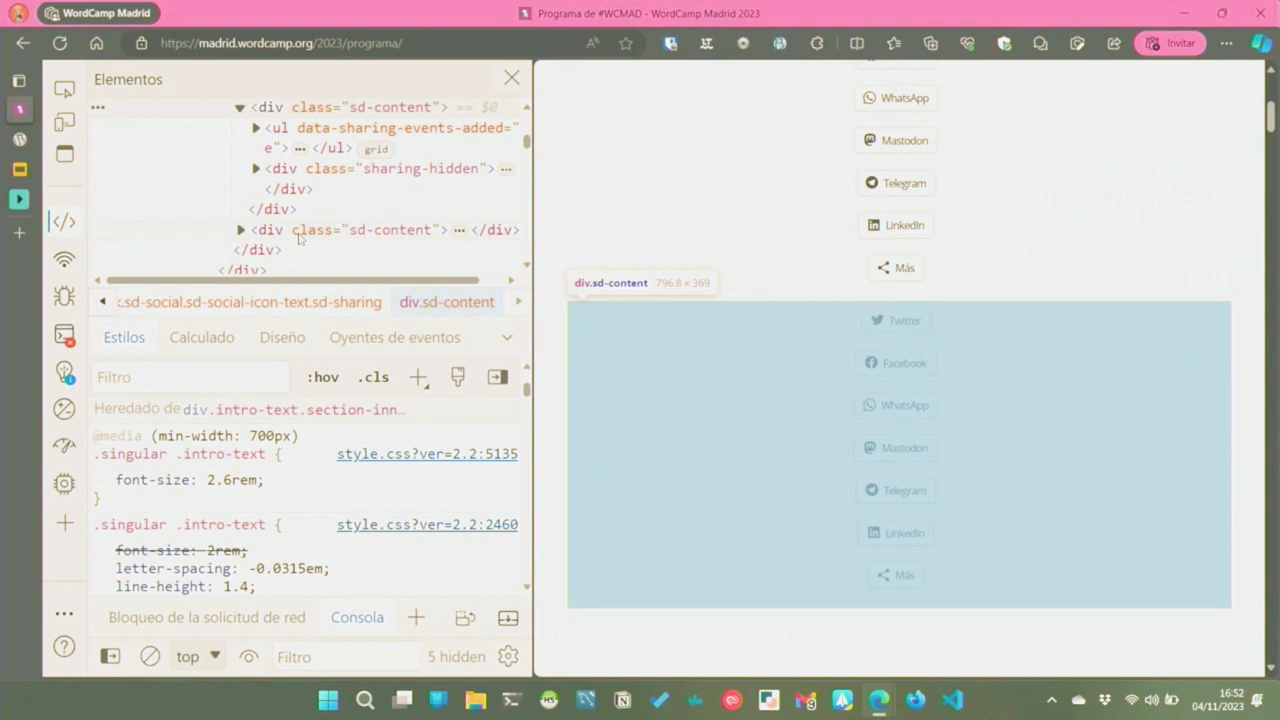 WordCamp Madrid
Programa de #WCMAD - WordCamp Madrid 2023
https://madrid.wordcamp.org/2023/programa/
Invitar
Elementos
<div class="sd-content"> == $0
<ul data-sharing-events-added="
e"> … </ul> grid
<div class="sharing-hidden"> …
</div>
</div>
<div class="sd-content"> … </div>
</div>
</div>
.sd-social.sd-social-icon-text.sd-sharing div.sd-content
Estilos Calculado Diseño Oyentes de eventos
Filtro :hov .cls
Heredado de div.intro-text.section-inn…
@media (min-width: 700px)
.singular .intro-text { style.css?ver=2.2:5135
font-size: 2.6rem;
}
.singular .intro-text { style.css?ver=2.2:2460
font-size: 2rem;
letter-spacing: -0.0315em;
line-height: 1.4;
Bloqueo de la solicitud de red Consola
top Filtro 5 hidden
WhatsApp
Mastodon
Telegram
LinkedIn
Más
div.sd-content 796.8 × 369
Twitter
Facebook
WhatsApp
Mastodon
Telegram
LinkedIn
Más
16:52
04/11/2023